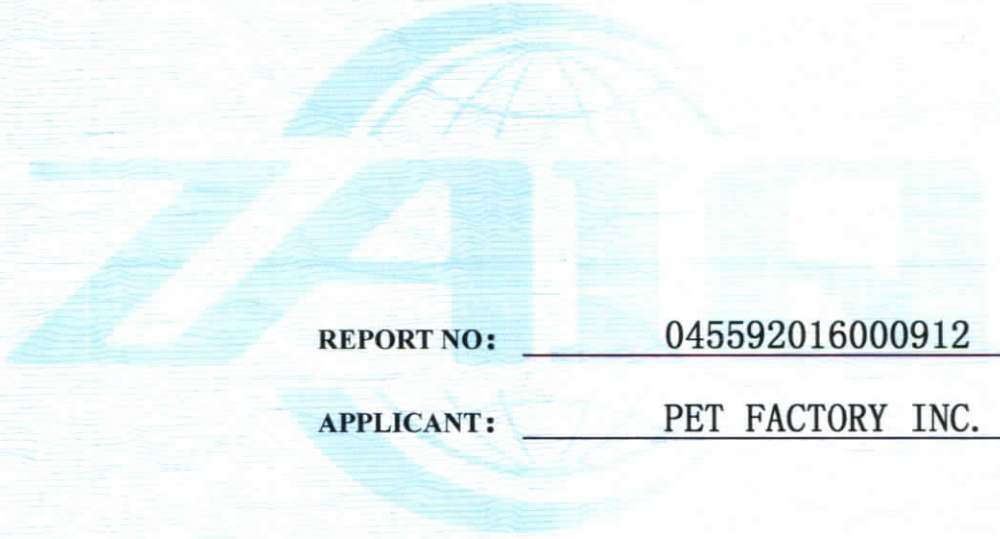 REPORT NO: 045592016000912
APPLICANT: PET FACTORY INC.